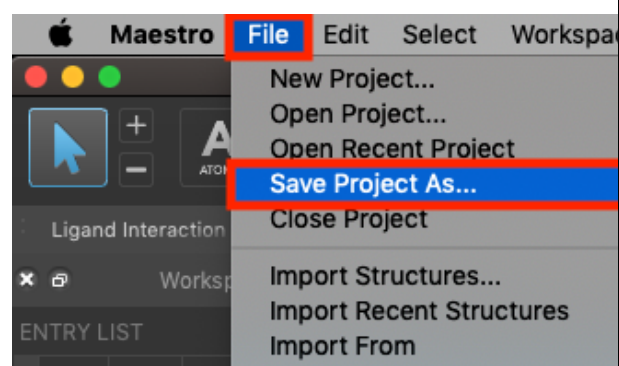 Maestro File Edit Select Workspa
New Project...
Open Project...
Open Recent Project
Save Project As...
Close Project
Ligand Interaction
Import Structures...
Worksp
Import Recent Structures
ENTRY LIST
Import From